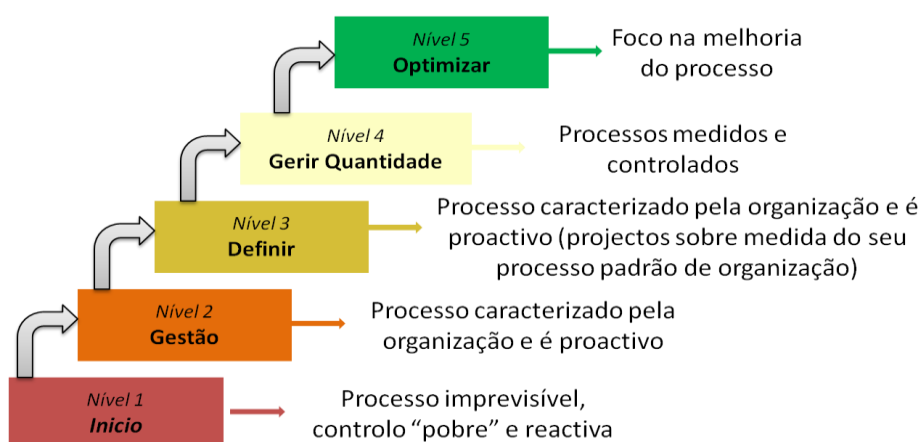 Nível 5
Optimizar
Foco na melhoria
do processo
Nível 4
Gerir Quantidade
Processos medidos e
controlados
Nível 3
Definir
Processo caracterizado pela organização e é
proactivo (projectos sobre medida do seu
processo padrão de organização)
Nível 2
Gestão
Processo caracterizado pela
organização e é proactivo
Nível 1
Inicio
Processo imprevisível,
controlo “pobre” e reactiva